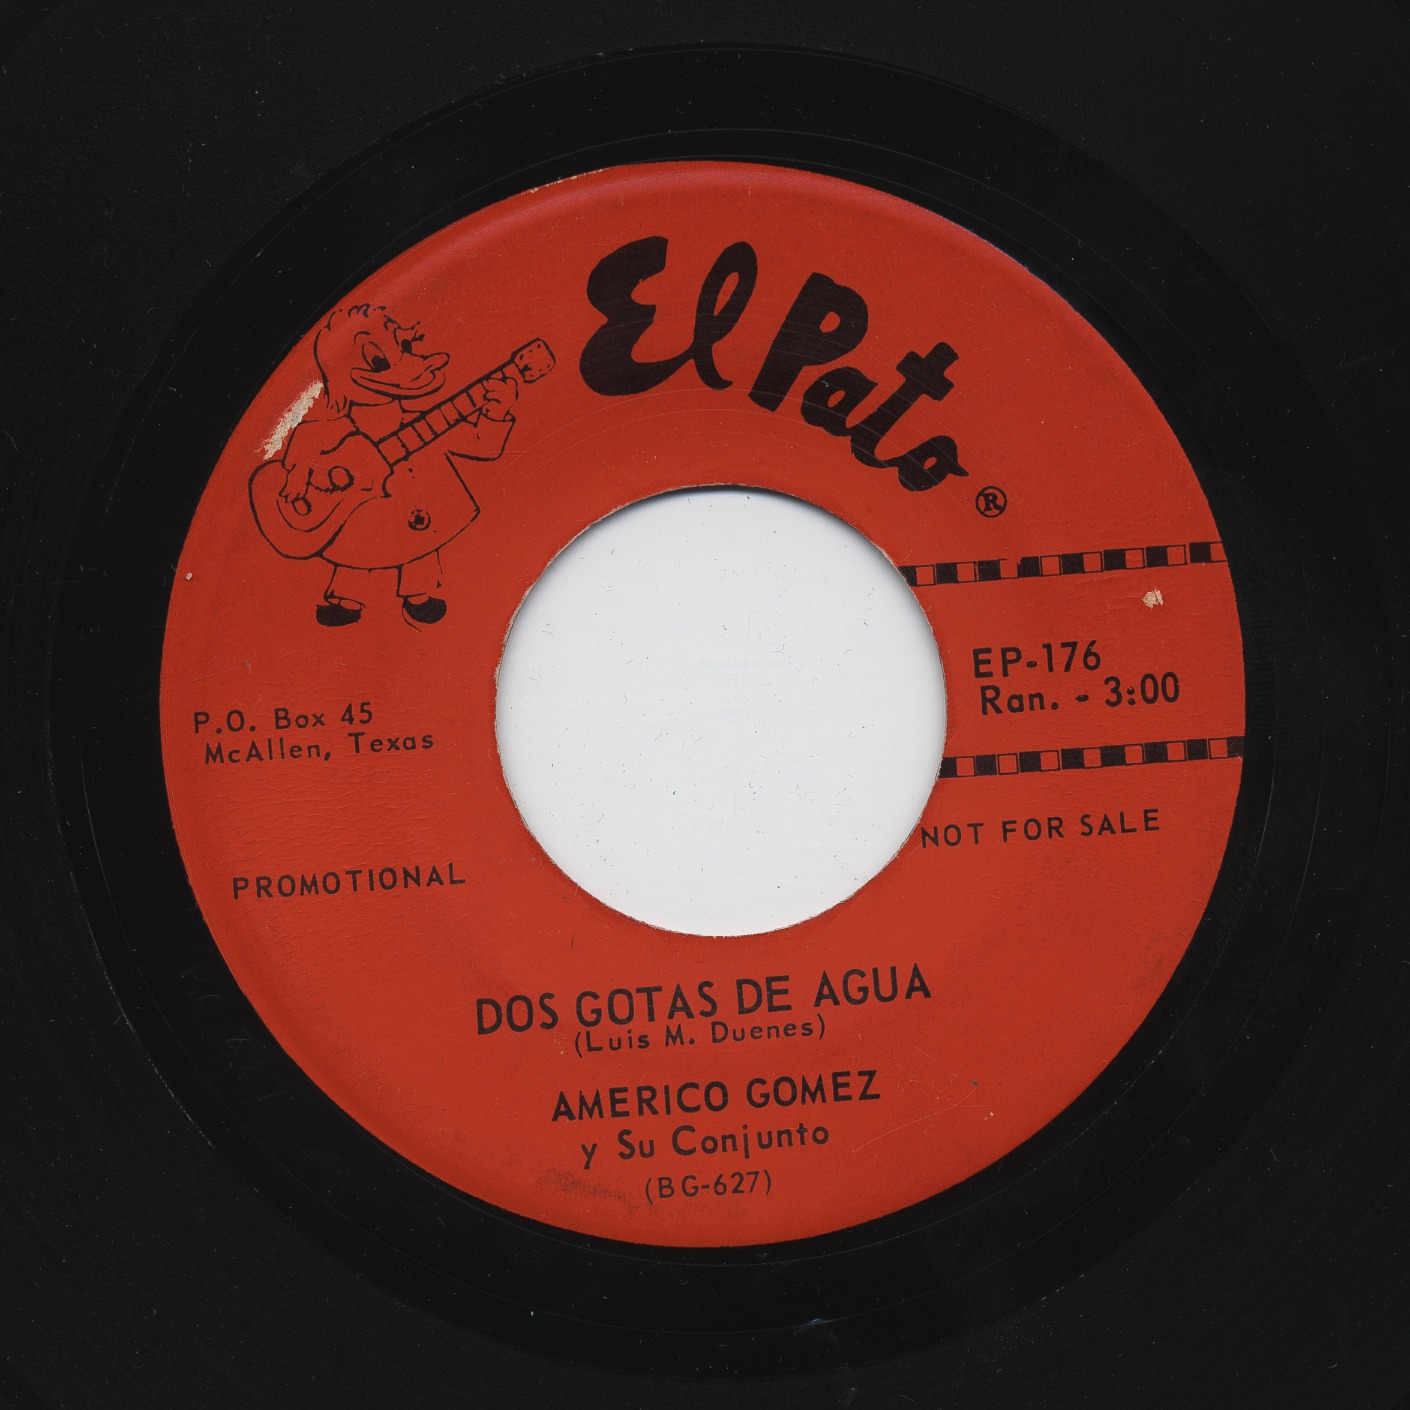 El Pato ®
EP-176
Ran. - 3:00
P.O. Box 45
McAllen, Texas
NOT FOR SALE
PROMOTIONAL
DOS GOTAS DE AGUA
(Luis M. Duenes)
AMERICO GOMEZ
y Su Conjunto
(BG-627)